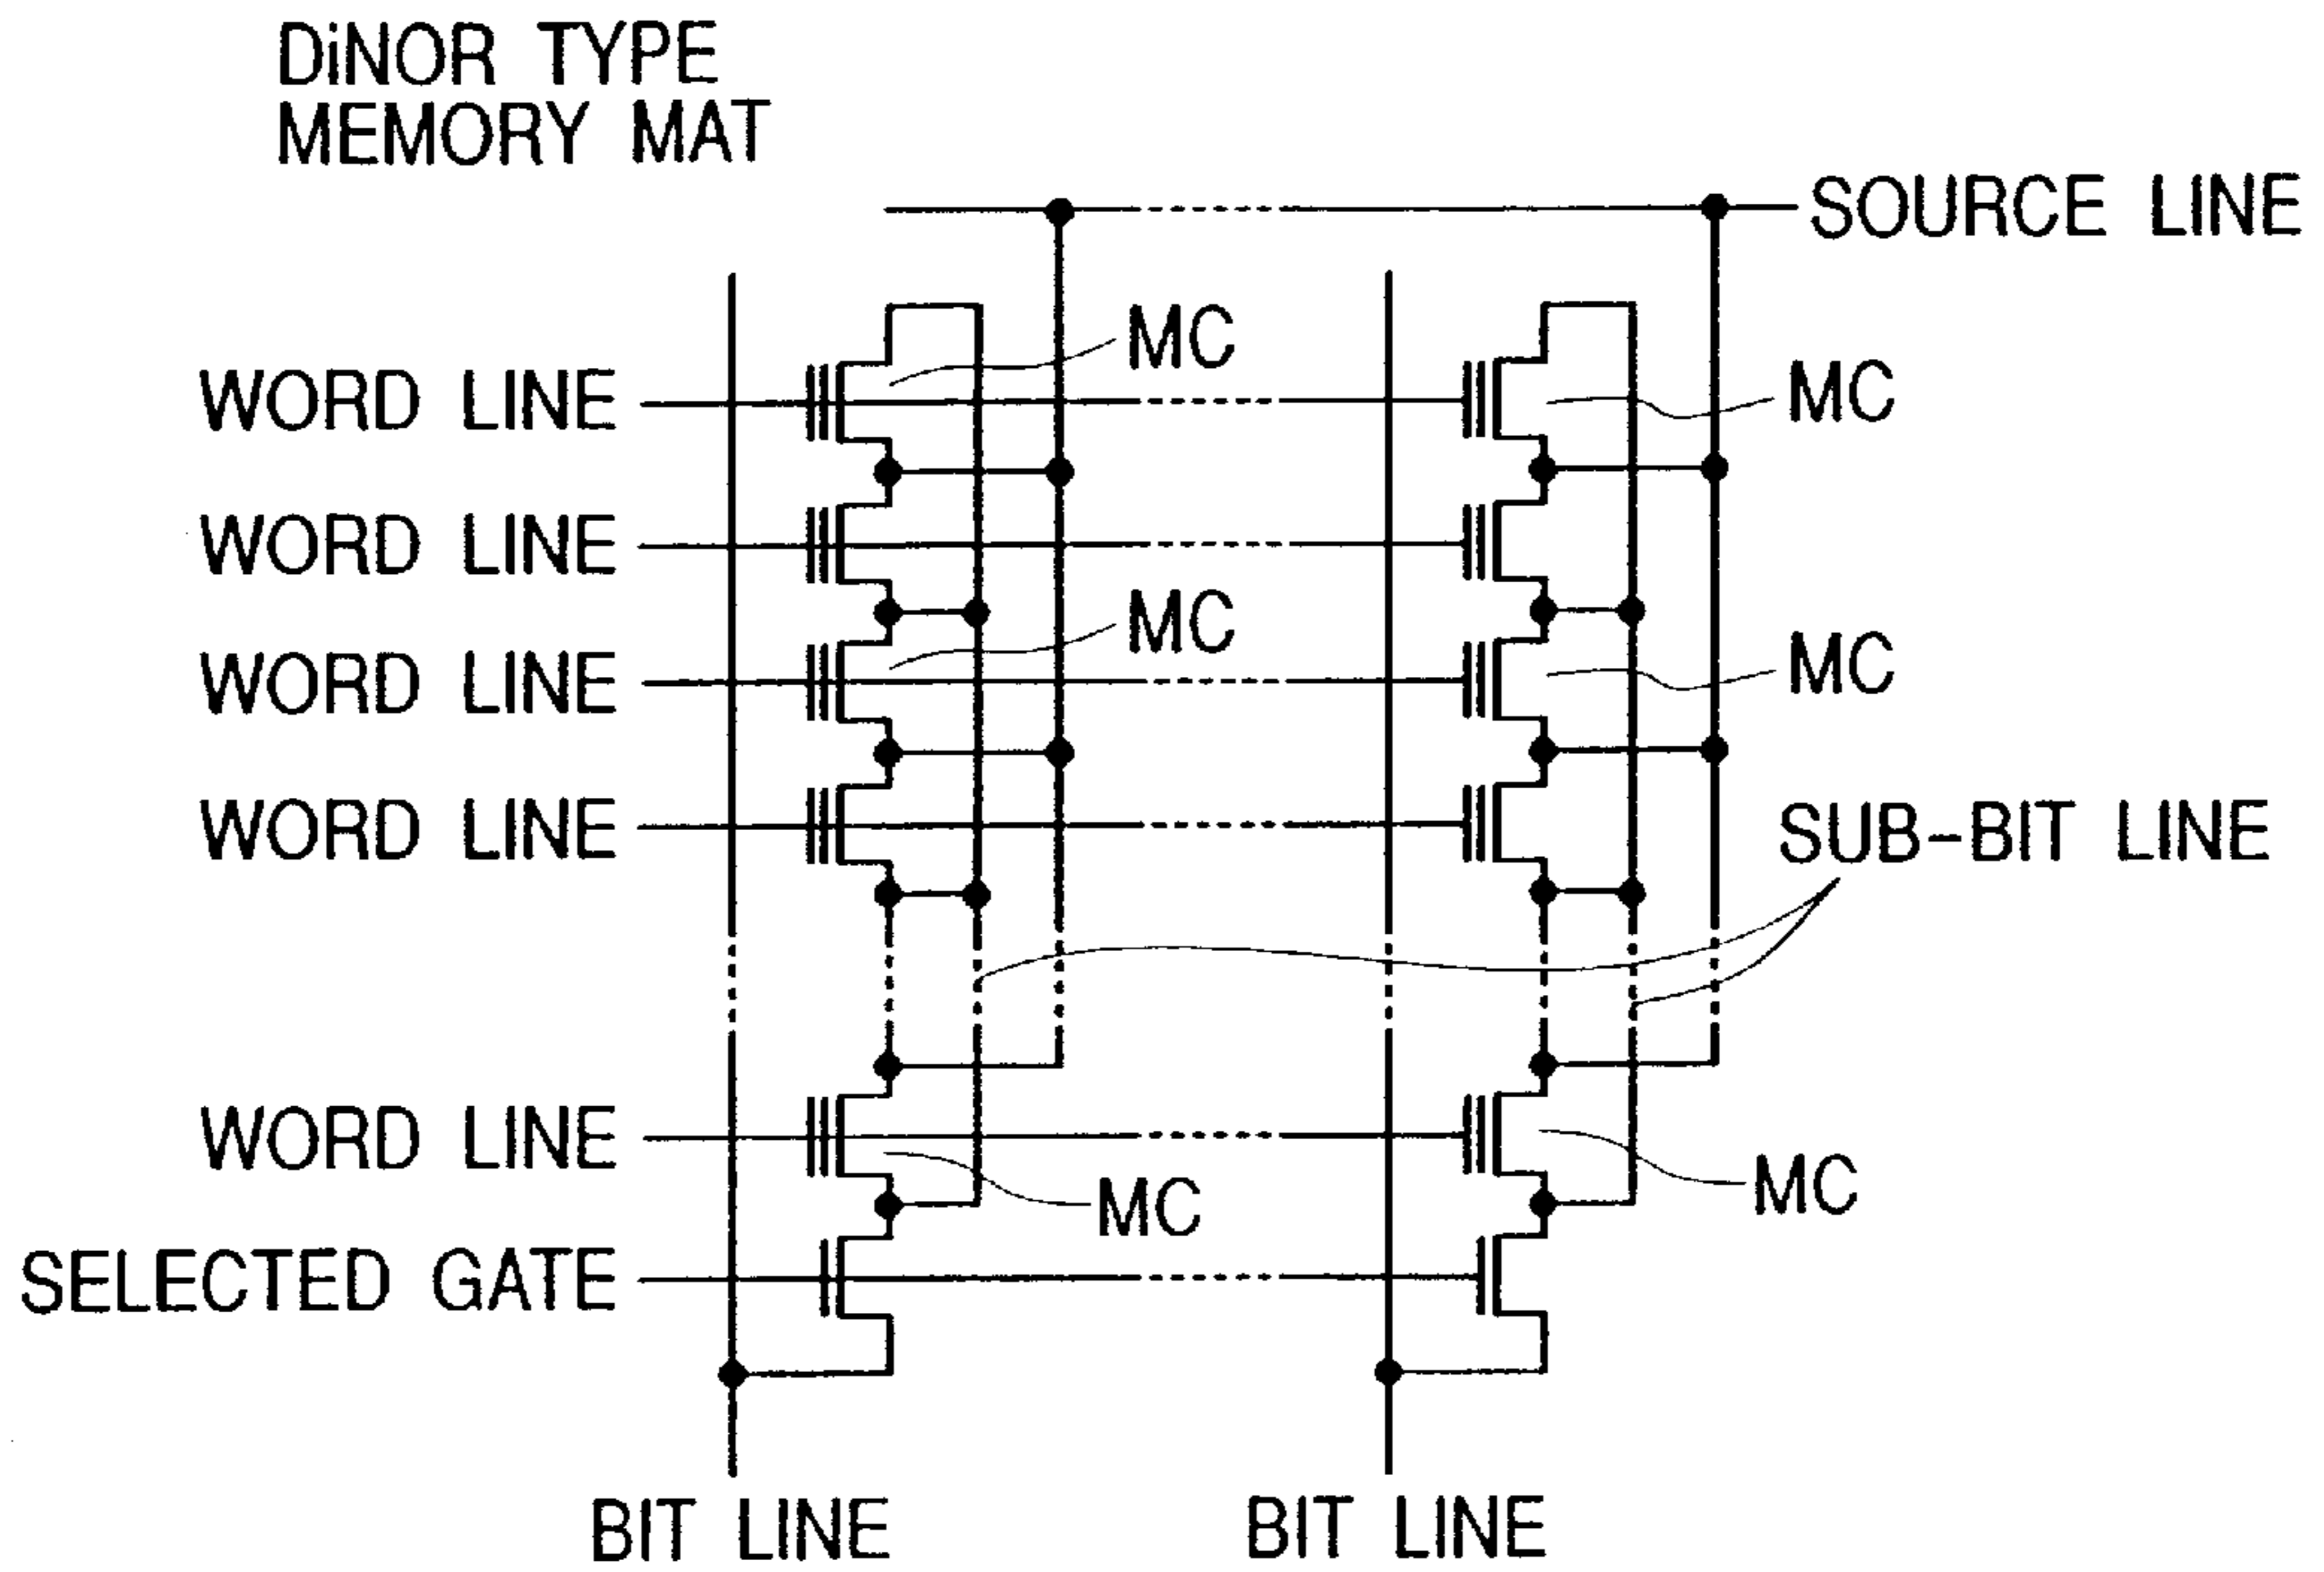 DiNOR TYPE
MEMORY MAT
SOURCE LINE
MC
WORD LINE
MC
WORD LINE
MC
WORD LINE
MC
WORD LINE
SUB-BIT LINE
WORD LINE
MC
MC
SELECTED GATE
BIT LINE
BIT LINE